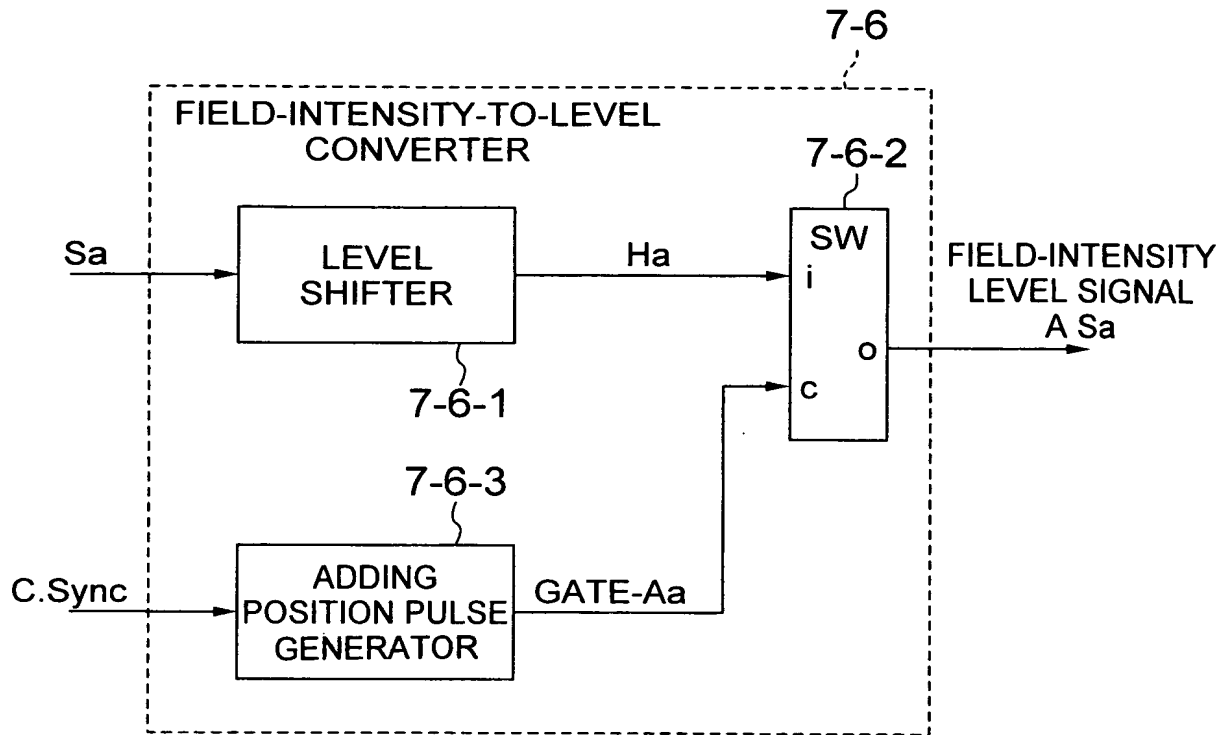 7-6
FIELD-INTENSITY-TO-LEVEL
CONVERTER
7-6-2
Sa
LEVEL
SHIFTER
Ha
SW
i
o
c
FIELD-INTENSITY
LEVEL SIGNAL
A Sa
7-6-1
7-6-3
C.Sync
ADDING
POSITION PULSE
GENERATOR
GATE-Aa